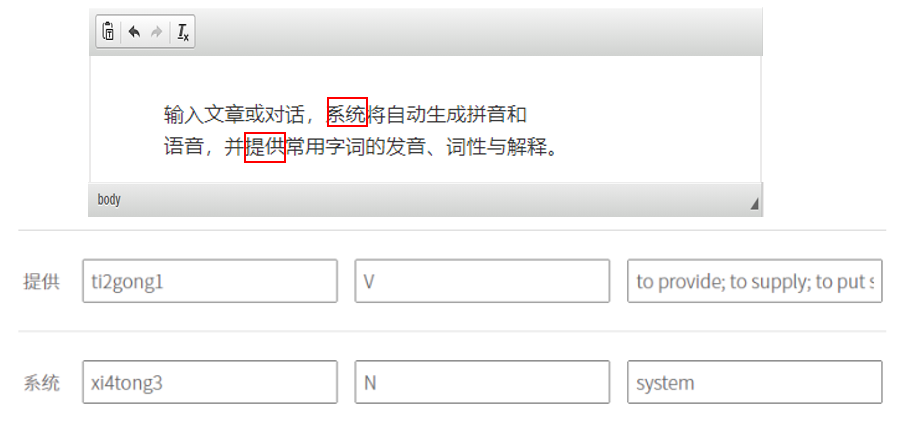 输入文章或对话，系统将自动生成拼音和
语音，并提供常用字词的发音、词性与解释。
body
提供 ti2gong1 V to provide; to supply; to put s
系统 xi4tong3 N system